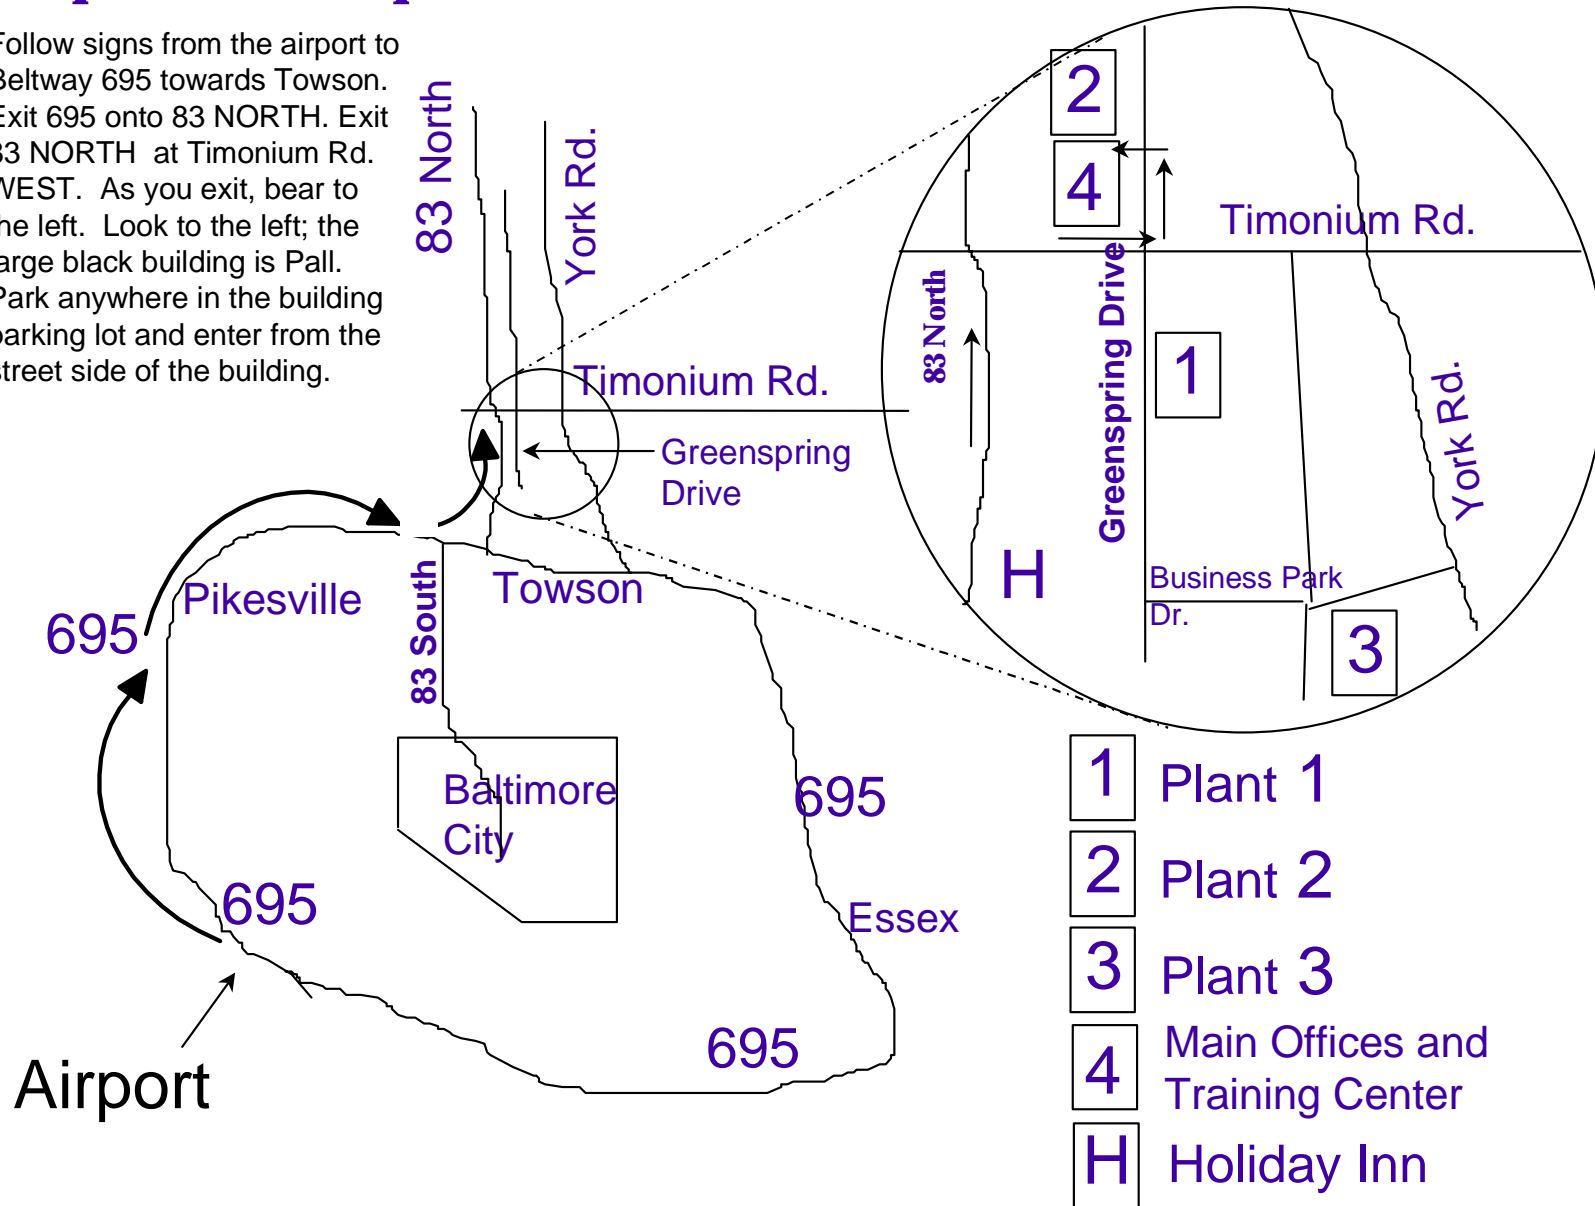 ollow signs from the airport to
Beltway 695 towards Towson.
Exit 695 onto 83 NORTH. Exit
83 NORTH at Timonium Rd.
WEST. As you exit, bear to
the left. Look to the left; the
large black building is Pall.
Park anywhere in the building
parking lot and enter from the
street side of the building.
83 North
York Rd.
Timonium Rd.
Greenspring
Drive
Pikesville
Towson
695
83 South
Baltimore
City
695
695
Essex
695
Airport
2
4
Timonium Rd.
83 North
Greenspring Drive
1
York Rd.
H
Business Park
Dr.
3
1 Plant 1
2 Plant 2
3 Plant 3
4 Main Offices and
Training Center
H Holiday Inn